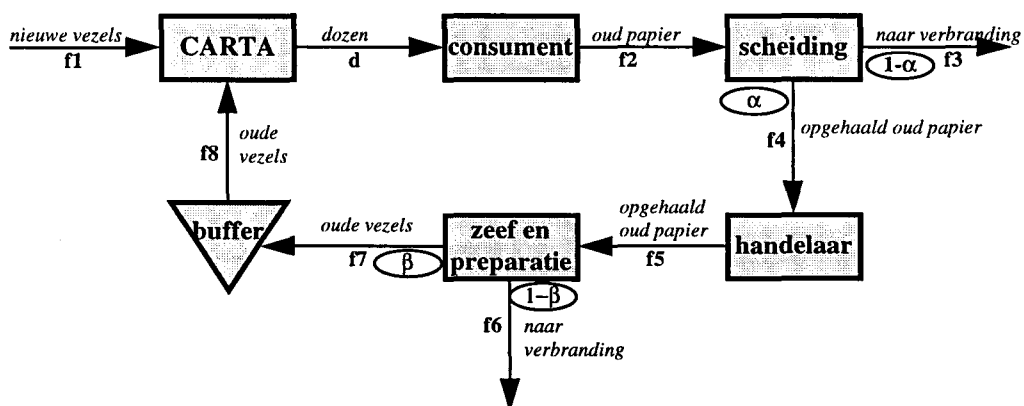 nieuwe vezels
f1
CARTA
dozen
d
consument
oud papier
f2
scheiding
naar verbranding
1-α
f3
α
f4
opgehaald oud papier
handelaar
opgehaald
oud papier
f5
zeef en
preparatie
1–β
f6
naar
verbranding
oude vezels
f7
β
buffer
f8
oude
vezels